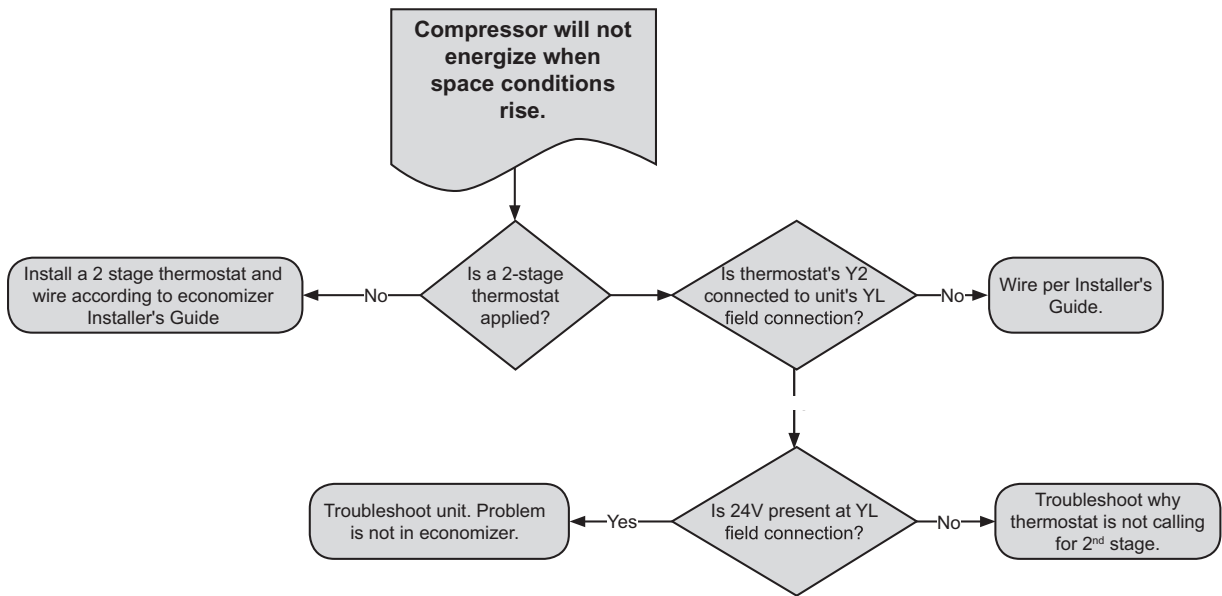 Compressor will not
energize when
space conditions
rise.
Install a 2 stage thermostat and
wire according to economizer
Installer's Guide
No
Is a 2-stage
thermostat
applied?
Is thermostat's Y2
connected to unit's YL
field connection?
No
Wire per Installer's
Guide.
Troubleshoot unit. Problem
is not in economizer.
Yes
Is 24V present at YL
field connection?
No
Troubleshoot why
thermostat is not calling
for 2nd stage.